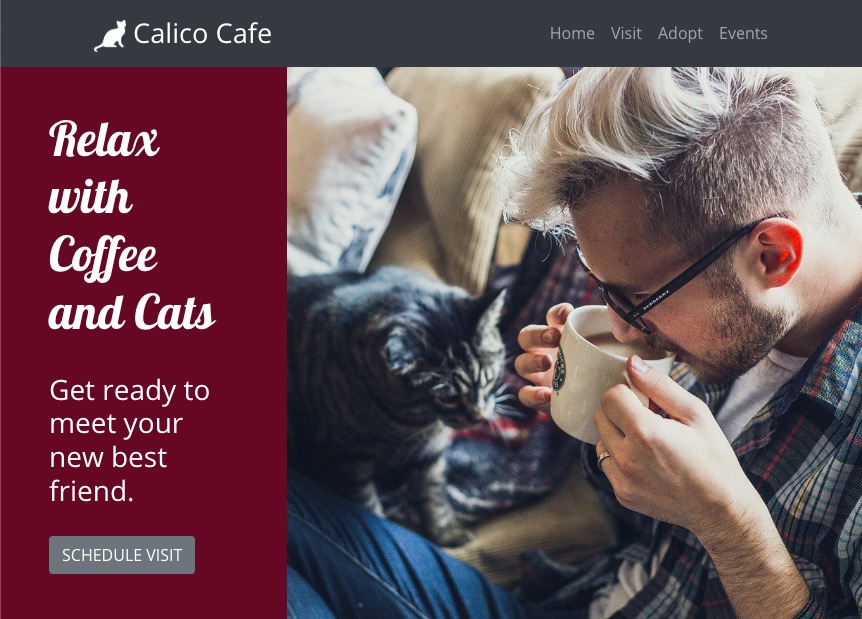 Calico Cafe
Home Visit Adopt Events
Relax
with
Coffee
and Cats
Get ready to
meet your
new best
friend.
SCHEDULE VISIT
BURBERRY